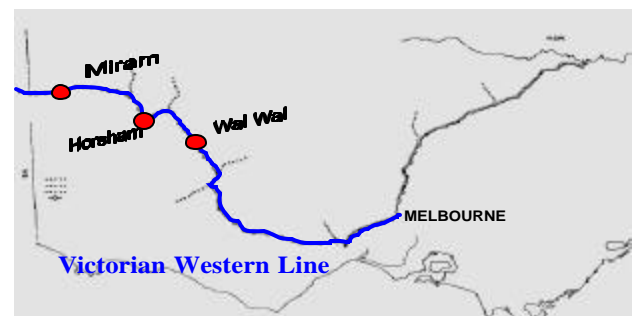 Miram
Horsham
Wal Wal
MELBOURNE
Victorian Western Line